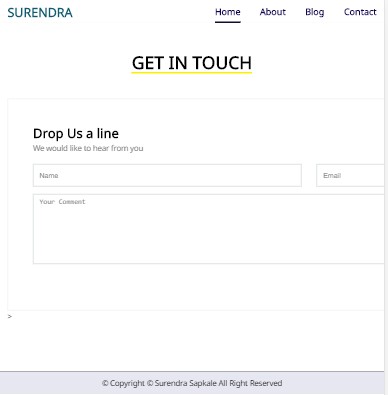 SURENDRA Home About Blog Contact
GET IN TOUCH
Drop Us a line
We would like to hear from you
Name Email
Your Comment
>
© Copyright © Surendra Sapkale All Right Reserved